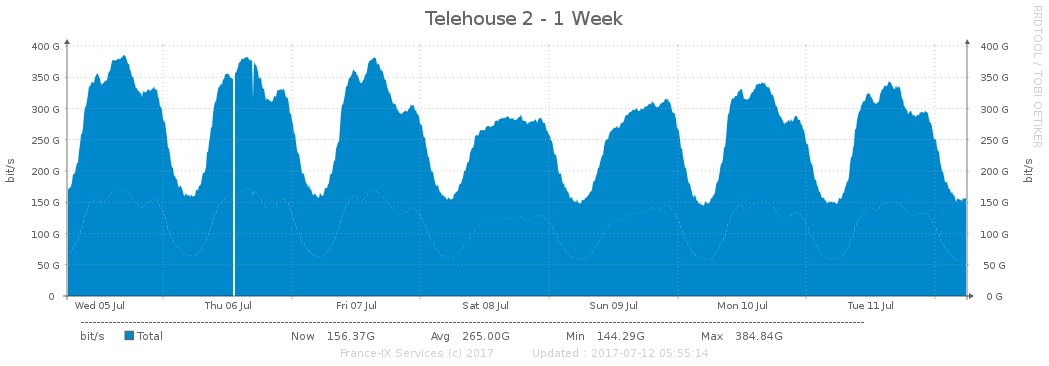 Telehouse 2 - 1 Week
RRDTOOL / TOBI OETIKER
bit/s
400 G 400 G
350 G 350 G
300 G 300 G
250 G 250 G
200 G 200 G
150 G 150 G
100 G 100 G
50 G 50 G
0 0 G
bit/s
Wed 05 Jul Thu 06 Jul Fri 07 Jul Sat 08 Jul Sun 09 Jul Mon 10 Jul Tue 11 Jul
bit/s Total Now 156.37G Avg 265.00G Min 144.29G Max 384.84G
France-IX Services (c) 2017 Updated : 2017-07-12 05:55:14